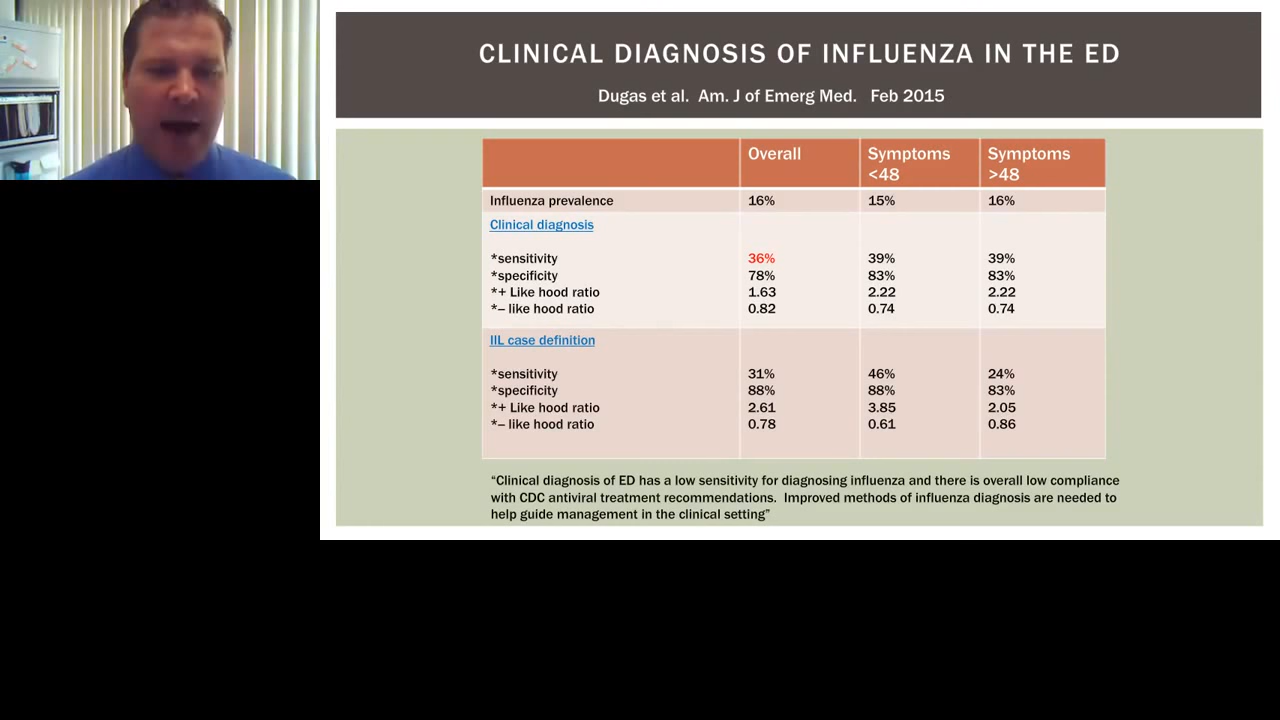 CLINICAL DIAGNOSIS OF INFLUENZA IN THE ED
Dugas et al. Am. J of Emerg Med. Feb 2015
Overall Symptoms <48 Symptoms >48
Influenza prevalence 16% 15% 16%
Clinical diagnosis
*sensitivity 36% 39% 39%
*specificity 78% 83% 83%
*+ Like hood ratio 1.63 2.22 2.22
*– like hood ratio 0.82 0.74 0.74
IIL case definition
*sensitivity 31% 46% 24%
*specificity 88% 88% 83%
*+ Like hood ratio 2.61 3.85 2.05
*– like hood ratio 0.78 0.61 0.86
“Clinical diagnosis of ED has a low sensitivity for diagnosing influenza and there is overall low compliance
with CDC antiviral treatment recommendations. Improved methods of influenza diagnosis are needed to
help guide management in the clinical setting”